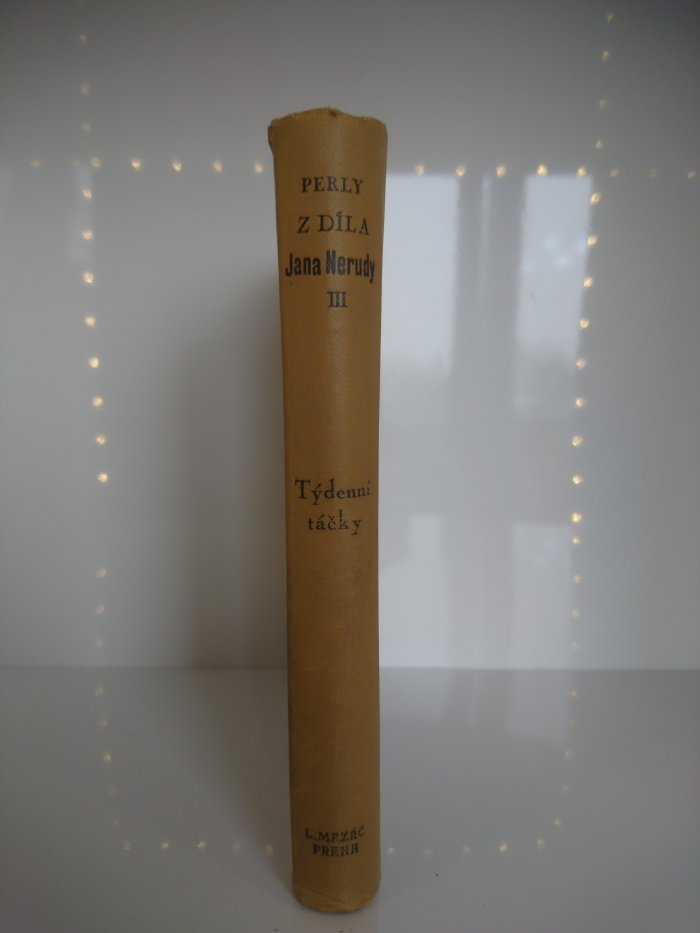 PERLY
Z DÍLA
Jana Nerudy
III
Týdenní
táčky
L. MAZÁČ
PRAHA